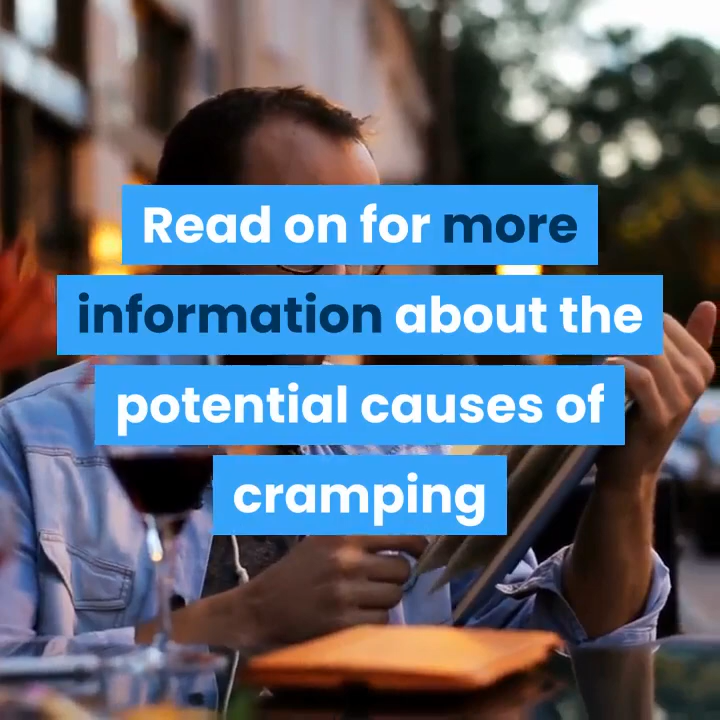 Read on for more
information about the
potential causes of
cramping